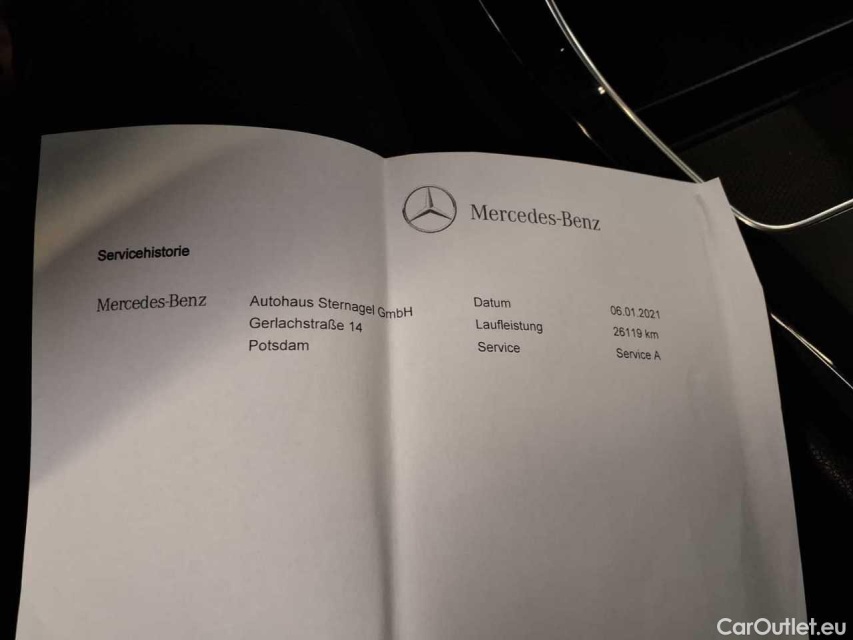 Mercedes-Benz
Servicehistorie
Mercedes-Benz
Autohaus Sternagel GmbH
Gerlachstraße 14
Potsdam
Datum 06.01.2021
Laufleistung 26119 km
Service Service A
CarOutlet.eu